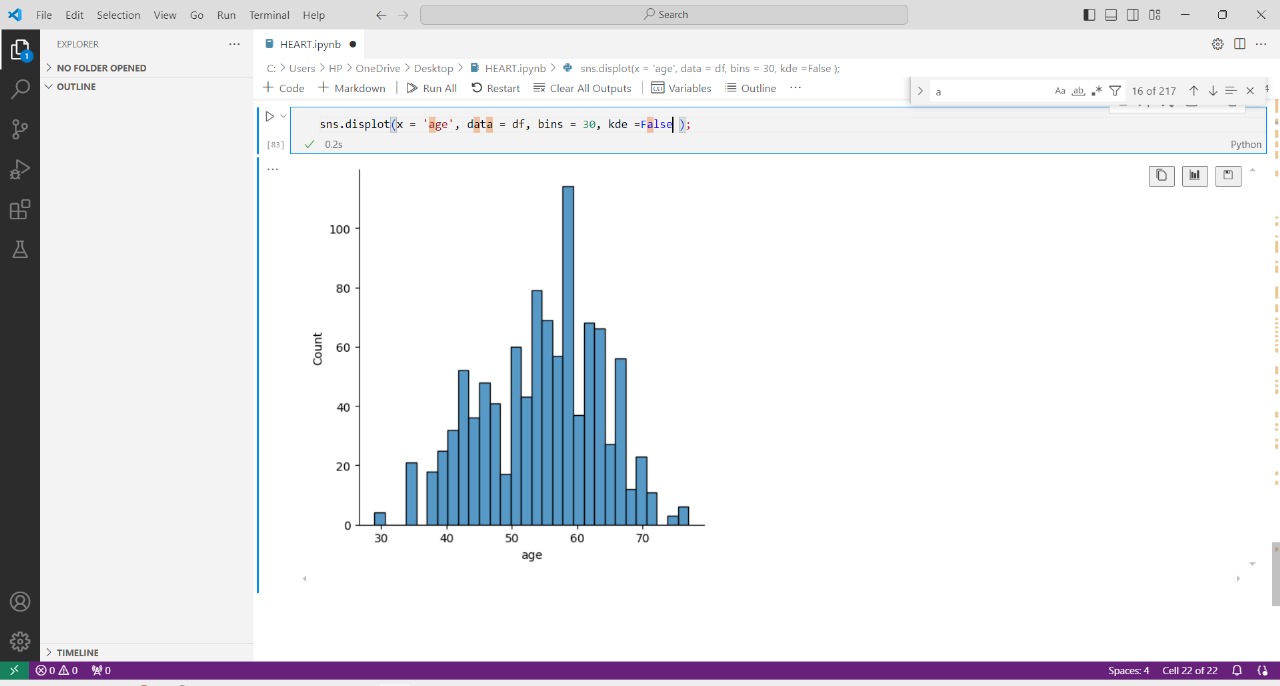 File Edit Selection View Go Run Terminal Help
Search
EXPLORER
NO FOLDER OPENED
OUTLINE
TIMELINE
1
HEART.ipynb
C: > Users > HP > OneDrive > Desktop > HEART.ipynb > sns.displot(x = 'age', data = df, bins = 30, kde =False );
+ Code + Markdown Run All Restart Clear All Outputs Variables Outline ...
a Aa ab 16 of 217
sns.displot(x = 'age', data = df, bins = 30, kde =False );
[83] 0.2s Python
Count
100
80
60
40
20
0
30 40 50 60 70
age
0 0 0 Spaces: 4 Cell 22 of 22